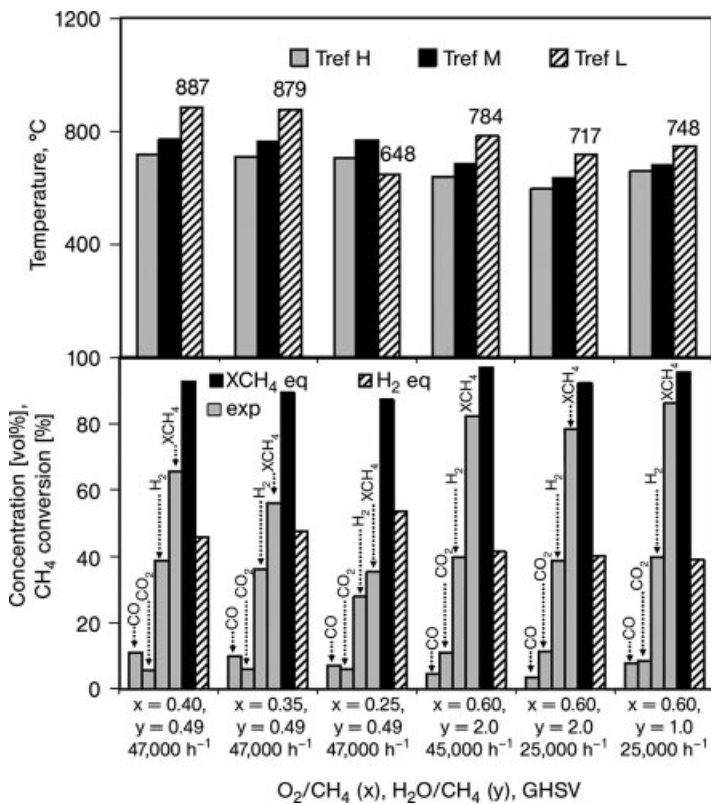 1200
Tref H Tref M Tref L
887 879 784 717 748
800
648
400
Temperature, °C
100
XCH₄ eq H₂ eq
exp
80
60
40
20
0
Concentration [vol%],
CH₄ conversion [%]
CO CO₂ H₂ XCH₄
CO CO₂ H₂ XCH₄
CO CO₂ H₂ XCH₄
CO CO₂ H₂ XCH₄
CO CO₂ H₂ XCH₄
CO CO₂ H₂ XCH₄
x = 0.40, x = 0.35, x = 0.25, x = 0.60, x = 0.60, x = 0.60,
y = 0.49 y = 0.49 y = 0.49 y = 2.0 y = 2.0 y = 1.0
47,000 h⁻¹ 47,000 h⁻¹ 47,000 h⁻¹ 45,000 h⁻¹ 25,000 h⁻¹ 25,000 h⁻¹
O₂/CH₄ (x), H₂O/CH₄ (y), GHSV